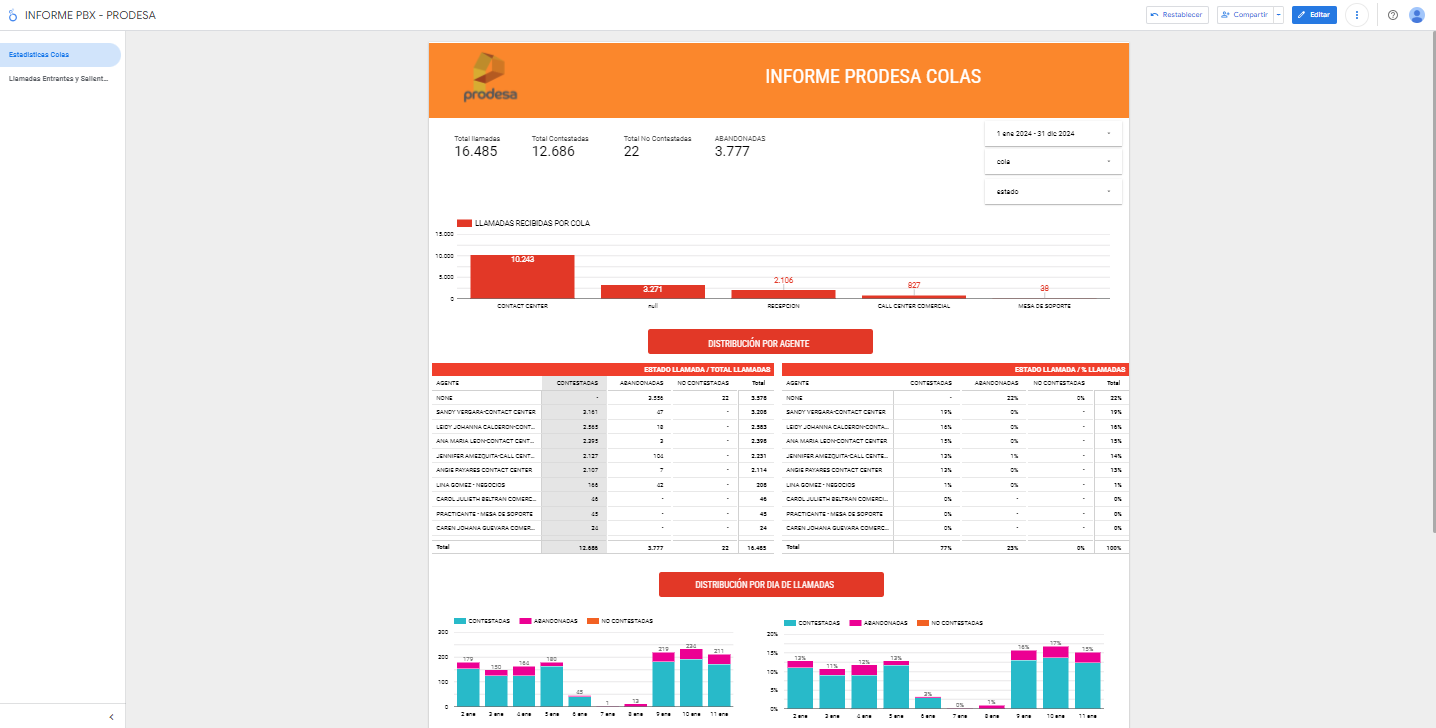 INFORME PBX - PRODESA
Restablecer
Compartir
Editar
Estadísticas Colas
Llamadas Entrantes y Salient...
prodesa
INFORME PRODESA COLAS
Total llamadas
16.485
Total Contestadas
12.686
Total No Contestadas
22
ABANDONADAS
3.777
1 ene 2024 - 31 dic 2024
cola
estado
LLAMADAS RECIBIDAS POR COLA
15.000
10.000
5.000
0
10.243
3.271
2.106
827
38
CONTACT CENTER null RECEPCION CALL CENTER COMERCIAL MESA DE SOPORTE
DISTRIBUCIÓN POR AGENTE
ESTADO LLAMADA / TOTAL LLAMADAS
AGENTE CONTESTADAS ABANDONADAS NO CONTESTADAS Total
NONE - 3.556 22 3.578
SANDY VERGARA-CONTACT CENTER 3.161 47 - 3.208
LEIDY JOHANNA CALDERON-CONT... 2.565 18 - 2.583
ANA MARIA LEON-CONTACT CENT... 2.395 3 - 2.398
JENNIFER AMEZQUITA-CALL CENT... 2.127 104 - 2.231
ANGIE PAYARES CONTACT CENTER 2.107 7 - 2.114
LINA GOMEZ - NEGOCIOS 166 42 - 208
CAROL JULIETH BELTRAN COMERC... 46 - - 46
PRACTICANTE - MESA DE SOPORTE 45 - - 45
CAREN JOHANA GUEVARA COMER... 24 - - 24
Total 12.686 3.777 22 16.485
ESTADO LLAMADA / % LLAMADAS
AGENTE CONTESTADAS ABANDONADAS NO CONTESTADAS Total
NONE - 22% 0% 22%
SANDY VERGARA-CONTACT CENTER 19% 0% - 19%
LEIDY JOHANNA CALDERON-CONTA... 16% 0% - 16%
ANA MARIA LEON-CONTACT CENTER 15% 0% - 15%
JENNIFER AMEZQUITA-CALL CENTE... 13% 1% - 14%
ANGIE PAYARES CONTACT CENTER 13% 0% - 13%
LINA GOMEZ - NEGOCIOS 1% 0% - 1%
CAROL JULIETH BELTRAN COMERCI... 0% - - 0%
PRACTICANTE - MESA DE SOPORTE 0% - - 0%
CAREN JOHANA GUEVARA COMERC... 0% - - 0%
Total 77% 23% 0% 100%
DISTRIBUCIÓN POR DIA DE LLAMADAS
CONTESTADAS ABANDONADAS NO CONTESTADAS
300
200
100
0
179 150 164 180 45 1 13 219 234 211
2 ene 3 ene 4 ene 5 ene 6 ene 7 ene 8 ene 9 ene 10 ene 11 ene
CONTESTADAS ABANDONADAS NO CONTESTADAS
20%
15%
10%
5%
0%
13% 11% 12% 13% 3% 0% 1% 16% 17% 15%
2 ene 3 ene 4 ene 5 ene 6 ene 7 ene 8 ene 9 ene 10 ene 11 ene